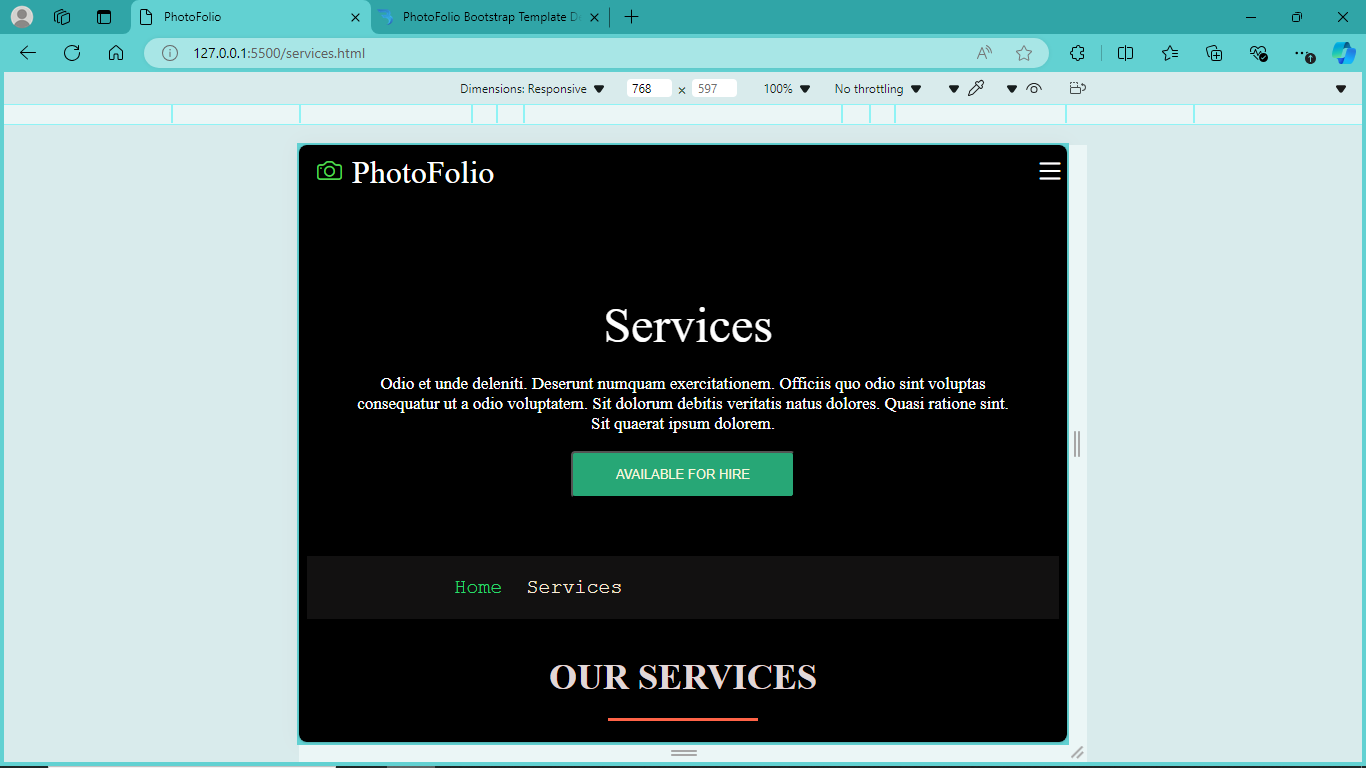 PhotoFolio
PhotoFolio Bootstrap Template D
127.0.0.1:5500/services.html
Dimensions: Responsive 768 × 597 100% No throttling
PhotoFolio
Services
Odio et unde deleniti. Deserunt numquam exercitationem. Officiis quo odio sint voluptas
consequatur ut a odio voluptatem. Sit dolorum debitis veritatis natus dolores. Quasi ratione sint.
Sit quaerat ipsum dolorem.
AVAILABLE FOR HIRE
Home Services
OUR SERVICES